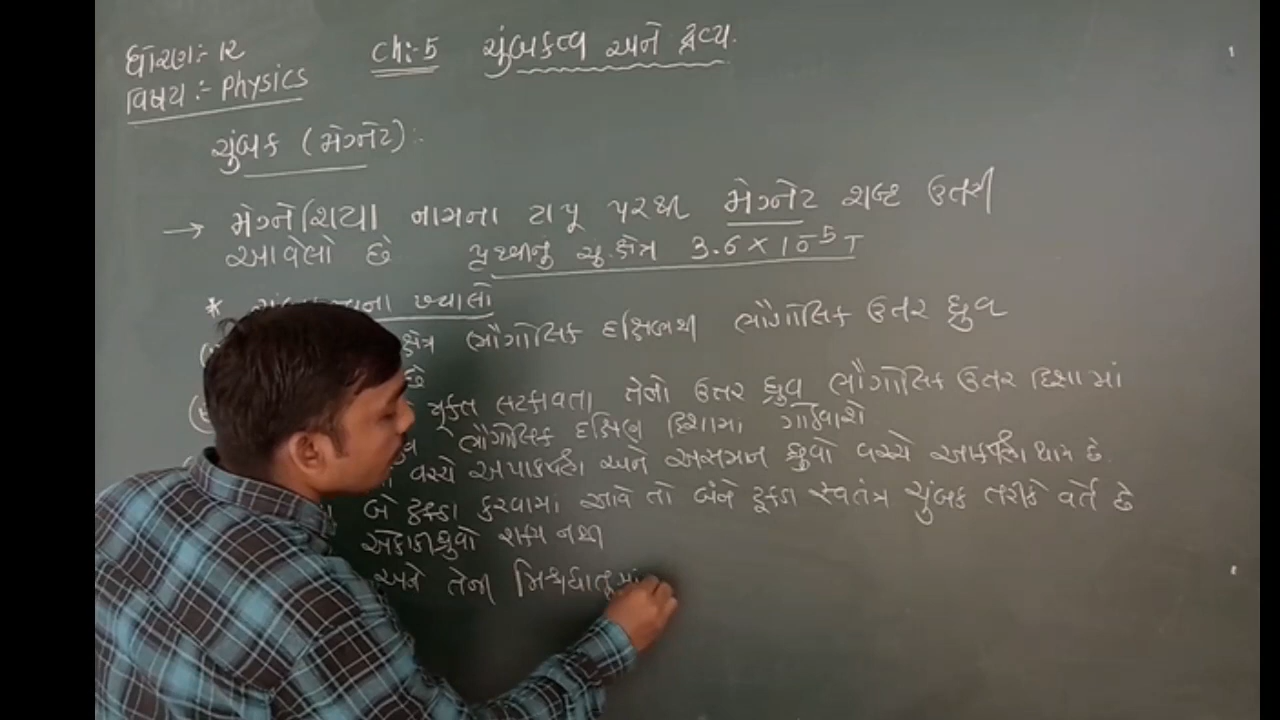 ધોરણ:- ૧૨
વિષય :- Physics
Ch:-5 ચુંબકત્વ અને દ્રવ્ય.
ચુંબક (મેગ્નેટ):
→ મેગ્નેશિયા નામના ટાપૂ પરથી મેગ્નેટ શબ્દ ઉતરી
આવેલો છે પૃથ્વીનું ચુ. ક્ષેત્ર 3.6 × 10⁻⁵ T
* ખ્યાલો
ક્ષેત્ર ભૌગોલિક દક્ષિણથી ભૌગોલિક ઉત્તર ધ્રુવ
છે
મુક્ત લટકાવતા તેનો ઉત્તર ધ્રુવ ભૌગોલિક ઉત્તર દિશામાં
ભૌગોલિક દક્ષિણ દિશામાં ગોઠવાશે
વચ્ચે અપાકર્ષણ અને અસમાન ધ્રુવો વચ્ચે આકર્ષણ થાય છે.
બે ટુકડા કરવામાં આવે તો બંને ટૂકડા સ્વતંત્ર ચુંબક તરીકે વર્તે છે
એકાકીધ્રુવો શક્ય નથી
અને તેની મિશ્રધાતુમાં